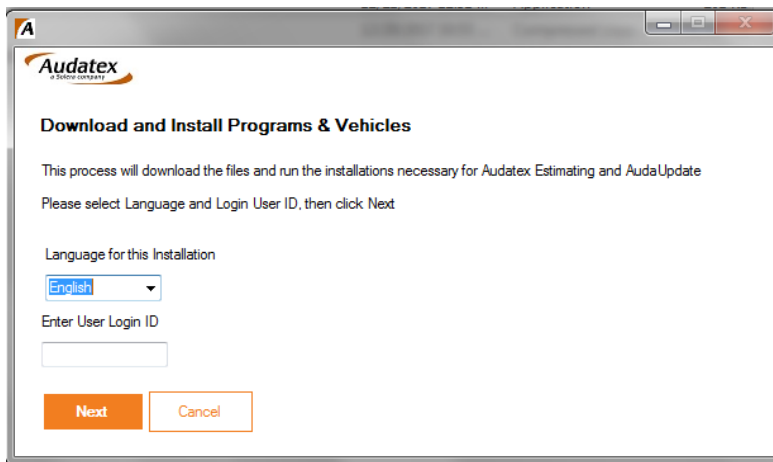 Audatex
a Solera company
Download and Install Programs & Vehicles
This process will download the files and run the installations necessary for Audatex Estimating and AudaUpdate
Please select Language and Login User ID, then click Next
Language for this Installation
English
Enter User Login ID
Next Cancel